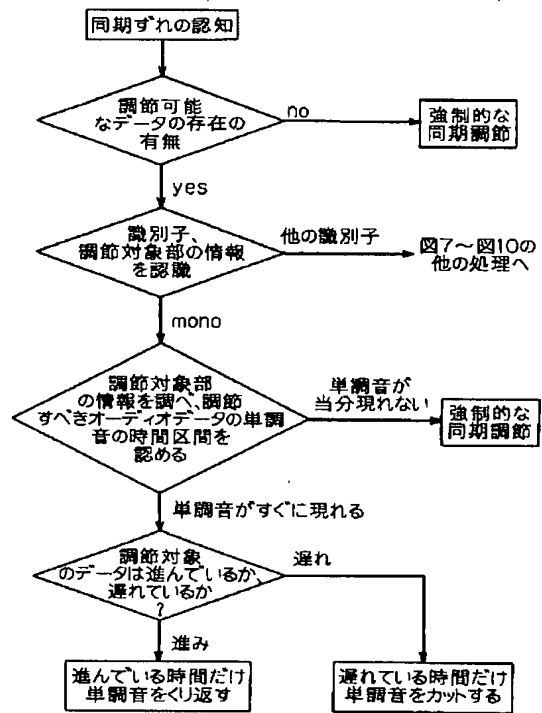 同期ずれの認知
調節可能
なデータの存在の
有無
no
強制的な
同期調節
yes
識別子、
調節対象部の情報
を認識
他の識別子
図7～図10の
他の処理へ
mono
調節対象部
の情報を調べ、調節
すべきオーディオデータの単調
音の時間区間を
認める
単調音が
当分現れない
強制的な
同期調節
単調音がすぐに現れる
調節対象
のデータは進んでいるか、
遅れているか
?
遅れ
進み
進んでいる時間だけ
単調音をくり返す
遅れている時間だけ
単調音をカットする